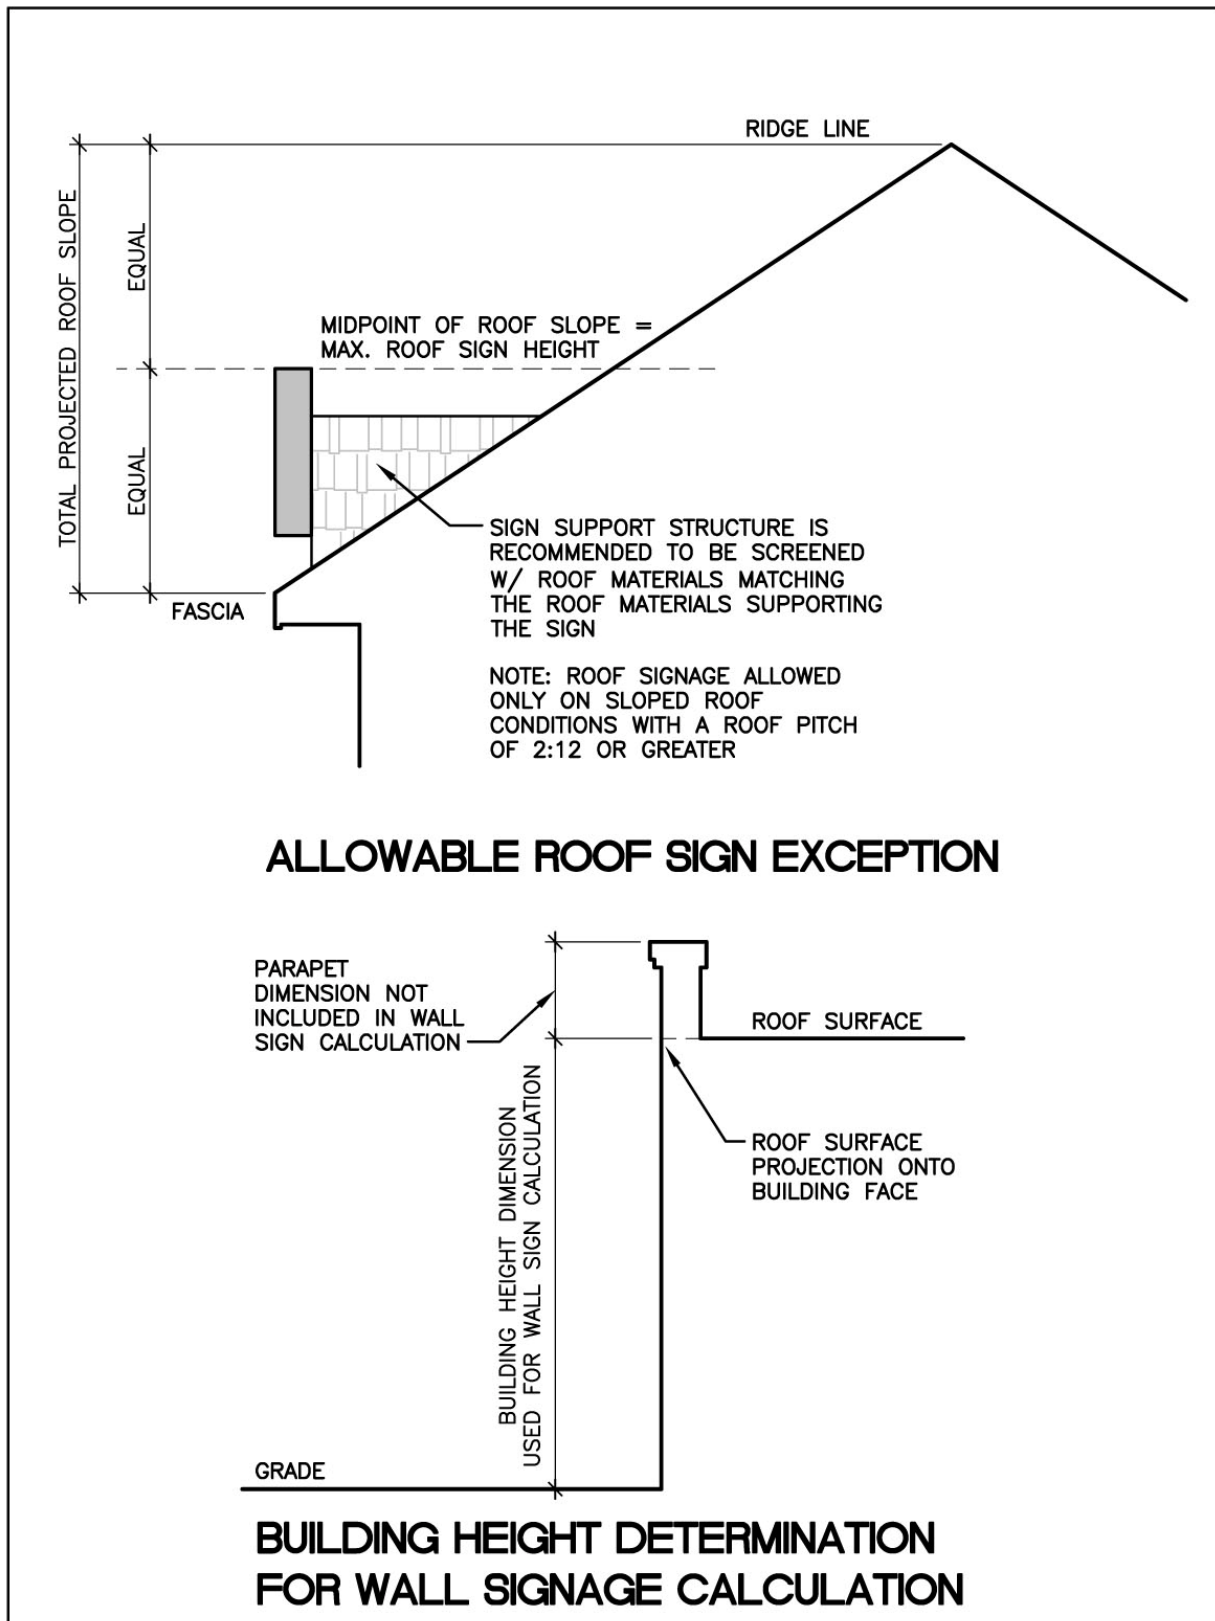 RIDGE LINE
TOTAL PROJECTED ROOF SLOPE
EQUAL
MIDPOINT OF ROOF SLOPE =
MAX. ROOF SIGN HEIGHT
EQUAL
SIGN SUPPORT STRUCTURE IS
RECOMMENDED TO BE SCREENED
W/ ROOF MATERIALS MATCHING
THE ROOF MATERIALS SUPPORTING
THE SIGN
FASCIA
NOTE: ROOF SIGNAGE ALLOWED
ONLY ON SLOPED ROOF
CONDITIONS WITH A ROOF PITCH
OF 2:12 OR GREATER
ALLOWABLE ROOF SIGN EXCEPTION
PARAPET
DIMENSION NOT
INCLUDED IN WALL
SIGN CALCULATION
ROOF SURFACE
BUILDING HEIGHT DIMENSION
USED FOR WALL SIGN CALCULATION
ROOF SURFACE
PROJECTION ONTO
BUILDING FACE
GRADE
BUILDING HEIGHT DETERMINATION
FOR WALL SIGNAGE CALCULATION